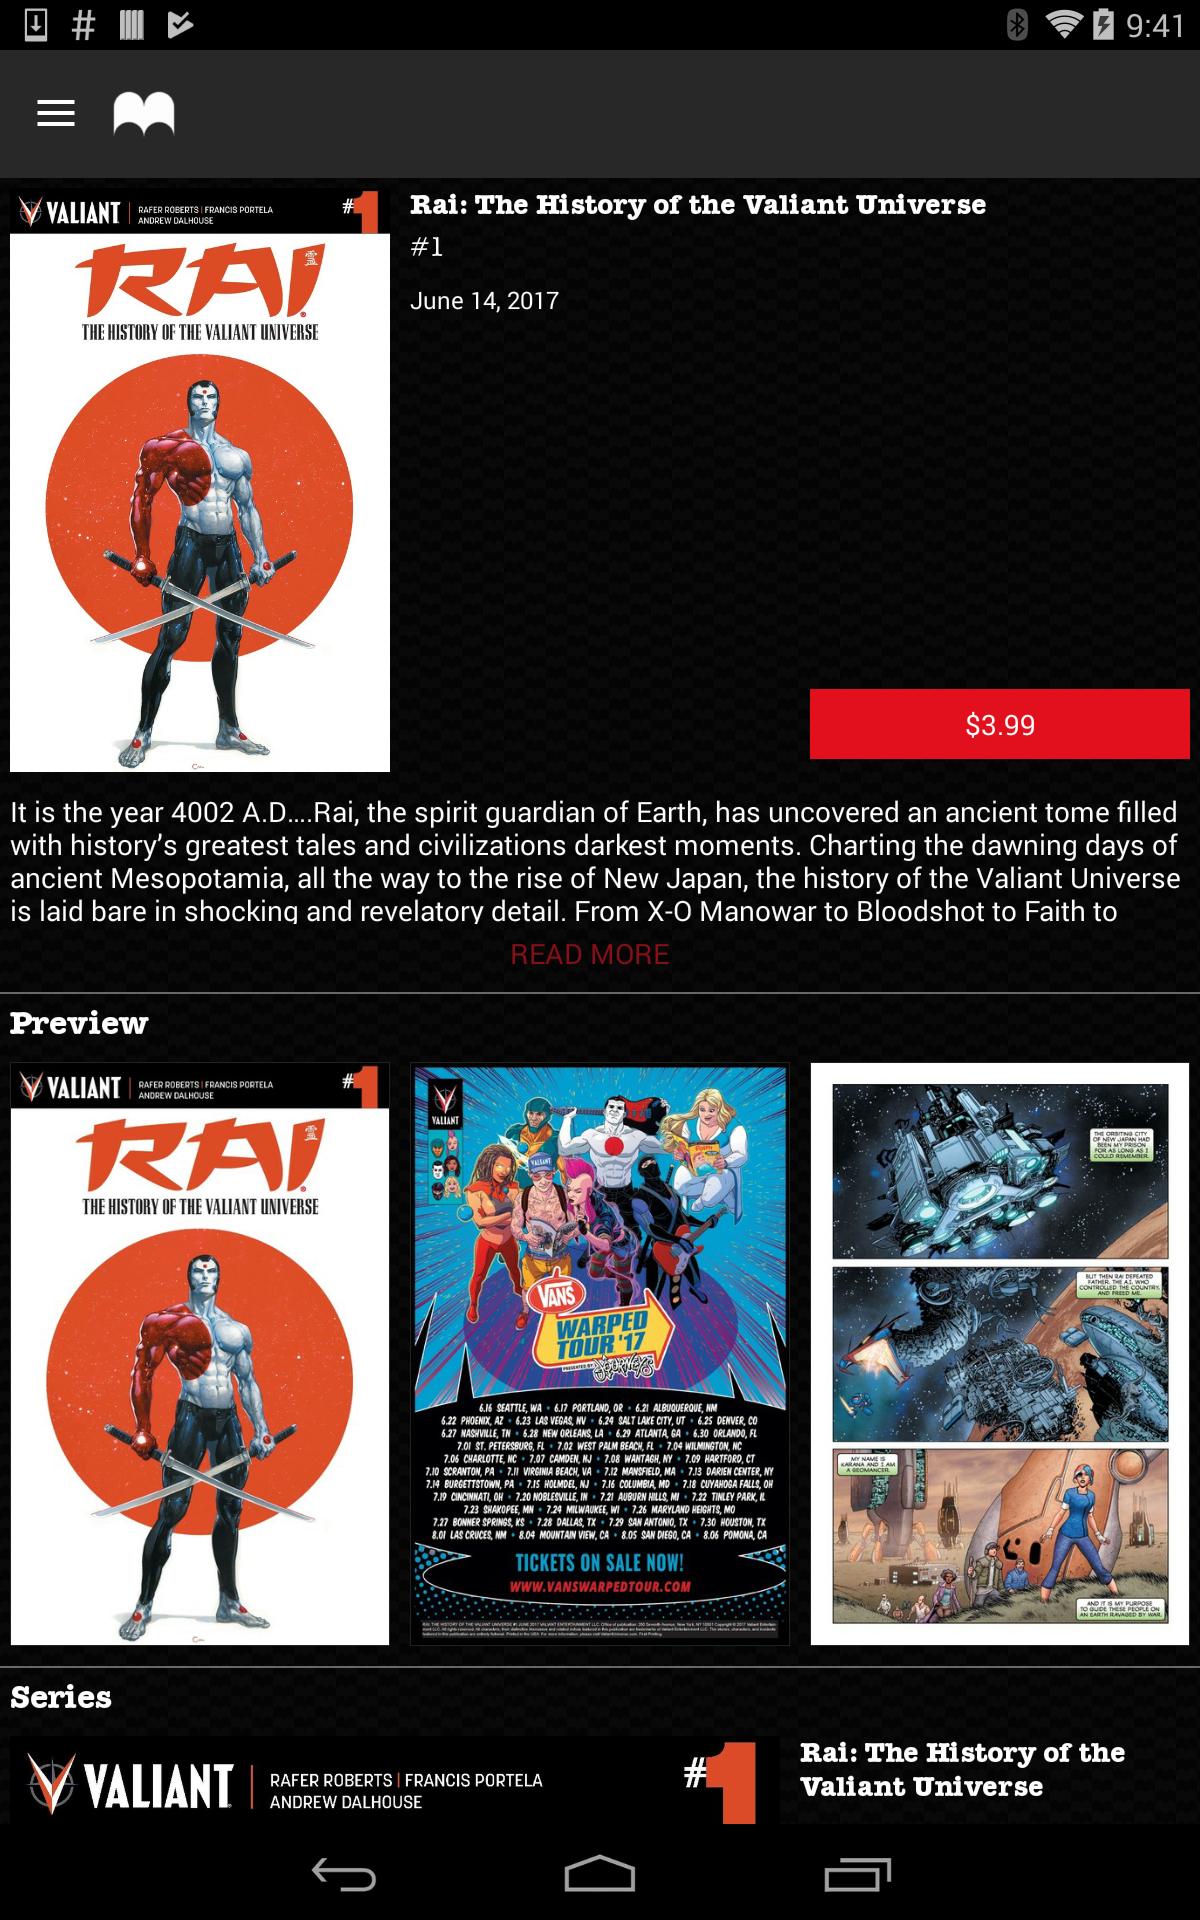 9:41
VALIANT
RAFER ROBERTS | FRANCIS PORTELA
ANDREW DALHOUSE
#1
RAI
THE HISTORY OF THE VALIANT UNIVERSE
Rai: The History of the Valiant Universe
#1
June 14, 2017
$3.99
It is the year 4002 A.D....Rai, the spirit guardian of Earth, has uncovered an ancient tome filled
with history’s greatest tales and civilizations darkest moments. Charting the dawning days of
ancient Mesopotamia, all the way to the rise of New Japan, the history of the Valiant Universe
is laid bare in shocking and revelatory detail. From X-O Manowar to Bloodshot to Faith to
READ MORE
Preview
VALIANT
RAFER ROBERTS | FRANCIS PORTELA
ANDREW DALHOUSE
#1
RAI
THE HISTORY OF THE VALIANT UNIVERSE
VALIANT
VALIANT
VANS
WARPED
TOUR '17
PRESENTED BY
JOURNEYS
6.16 SEATTLE, WA • 6.17 PORTLAND, OR • 6.21 ALBUQUERQUE, NM
6.22 PHOENIX, AZ • 6.23 LAS VEGAS, NV • 6.24 SALT LAKE CITY, UT • 6.25 DENVER, CO
6.27 NASHVILLE, TN • 6.28 NEW ORLEANS, LA • 6.29 ATLANTA, GA • 6.30 ORLANDO, FL
7.01 ST. PETERSBURG, FL • 7.02 WEST PALM BEACH, FL • 7.04 WILMINGTON, NC
7.06 CHARLOTTE, NC • 7.07 CAMDEN, NJ • 7.08 WANTAGH, NY • 7.09 HARTFORD, CT
7.10 SCRANTON, PA • 7.11 VIRGINIA BEACH, VA • 7.12 MANSFIELD, MA • 7.13 DARIEN CENTER, NY
7.14 BURGETTSTOWN, PA • 7.15 HOLMDEL, NJ • 7.16 COLUMBIA, MD • 7.18 CUYAHOGA FALLS, OH
7.19 CINCINNATI, OH • 7.20 NOBLESVILLE, IN • 7.21 AUBURN HILLS, MI • 7.22 TINLEY PARK, IL
7.23 SHAKOPEE, MN • 7.24 MILWAUKEE, WI • 7.26 MARYLAND HEIGHTS, MO
7.27 BONNER SPRINGS, KS • 7.28 DALLAS, TX • 7.29 SAN ANTONIO, TX • 7.30 HOUSTON, TX
8.01 LAS CRUCES, NM • 8.04 MOUNTAIN VIEW, CA • 8.05 SAN DIEGO, CA • 8.06 POMONA, CA
TICKETS ON SALE NOW!
WWW.VANSWARPEDTOUR.COM
THE ORBITING CITY
OF NEW JAPAN HAD
BEEN MY PRISON
FOR AS LONG AS I
COULD REMEMBER.
BUT THEN RAI DEFEATED
FATHER, THE A.I. WHO
CONTROLLED THE COUNTRY,
AND FREED ME.
MY NAME IS
KARANA AND I AM
A GEOMANCER.
AND IT IS MY PURPOSE
TO GUIDE THESE PEOPLE ON
AN EARTH RAVAGED BY WAR.
Series
VALIANT
RAFER ROBERTS | FRANCIS PORTELA
ANDREW DALHOUSE
#1
Rai: The History of the
Valiant Universe